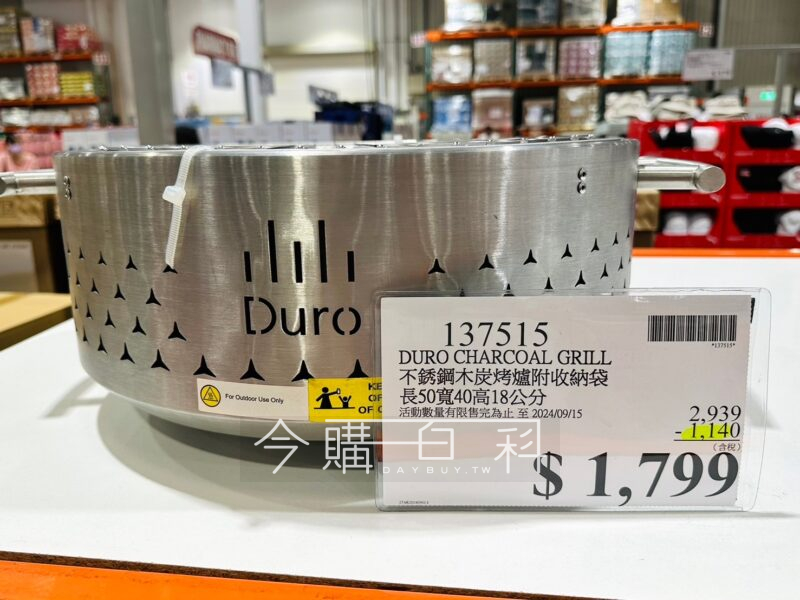 Duro
For Outdoor Use Only
137515
DURO CHARCOAL GRILL
不銹鋼木炭烤爐附收納袋
長50寬40高18公分
活動數量有限售完為止 至 2024/09/15
*137515*
2,939
- 1,140
(含稅)
$ 1,799
今購百科
DAYBUY.TW